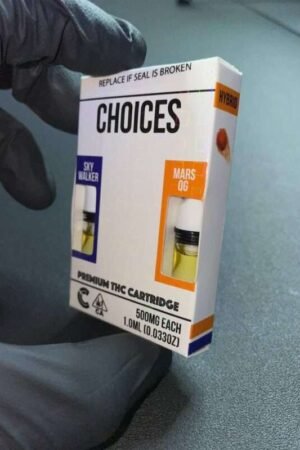 REPLACE IF SEAL IS BROKEN
CHOICES
HYBRID
SKY
WALKER
MARS
OG
PREMIUM THC CARTRIDGE
C
!
CA
500MG EACH
1.0ML (0.033OZ)